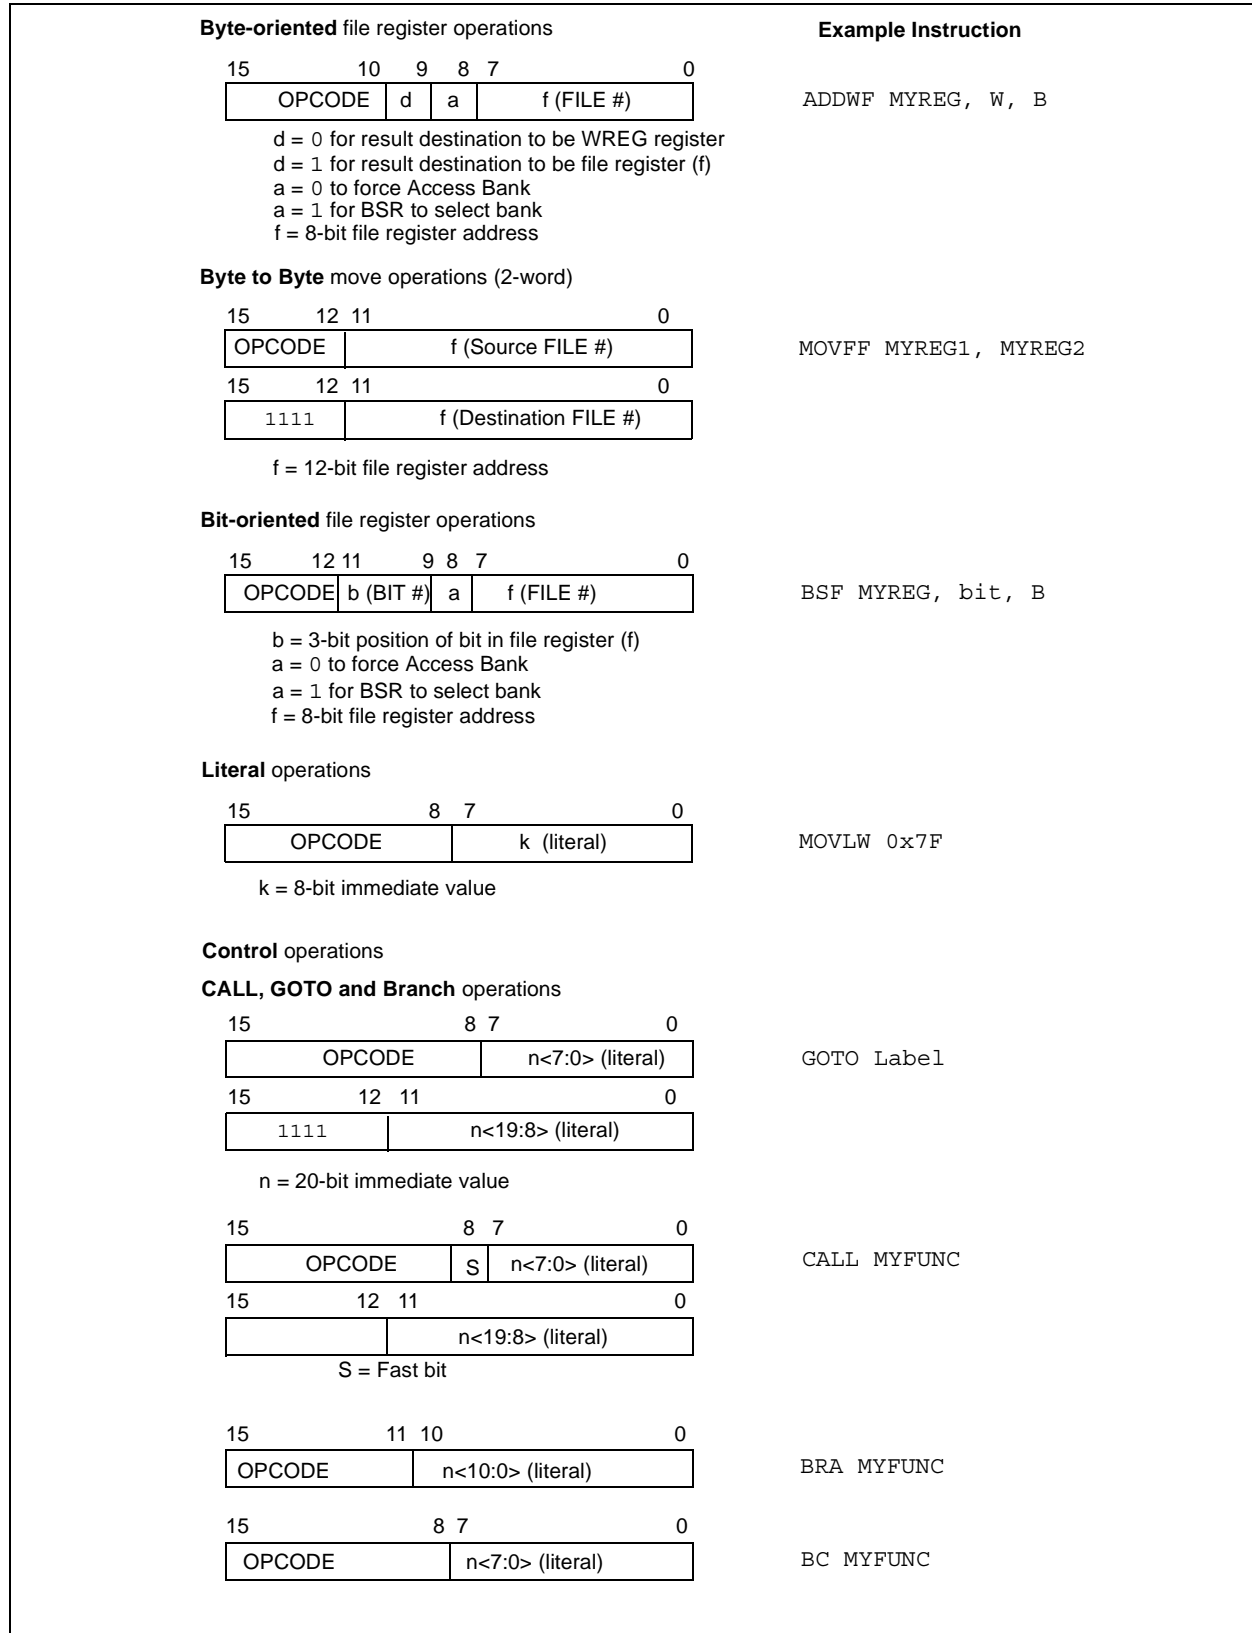 Byte-oriented file register operations Example Instruction
15 10 9 8 7 0
OPCODE d a f (FILE #) ADDWF MYREG, W, B
d = 0 for result destination to be WREG register
d = 1 for result destination to be file register (f)
a = 0 to force Access Bank
a = 1 for BSR to select bank
f = 8-bit file register address
Byte to Byte move operations (2-word)
15 12 11 0
OPCODE f (Source FILE #) MOVFF MYREG1, MYREG2
15 12 11 0
1111 f (Destination FILE #)
f = 12-bit file register address
Bit-oriented file register operations
15 12 11 9 8 7 0
OPCODE b (BIT #) a f (FILE #) BSF MYREG, bit, B
b = 3-bit position of bit in file register (f)
a = 0 to force Access Bank
a = 1 for BSR to select bank
f = 8-bit file register address
Literal operations
15 8 7 0
OPCODE k (literal) MOVLW 0x7F
k = 8-bit immediate value
Control operations
CALL, GOTO and Branch operations
15 8 7 0
OPCODE n<7:0> (literal) GOTO Label
15 12 11 0
1111 n<19:8> (literal)
n = 20-bit immediate value
15 8 7 0
OPCODE S n<7:0> (literal) CALL MYFUNC
15 12 11 0
n<19:8> (literal)
S = Fast bit
15 11 10 0
OPCODE n<10:0> (literal) BRA MYFUNC
15 8 7 0
OPCODE n<7:0> (literal) BC MYFUNC